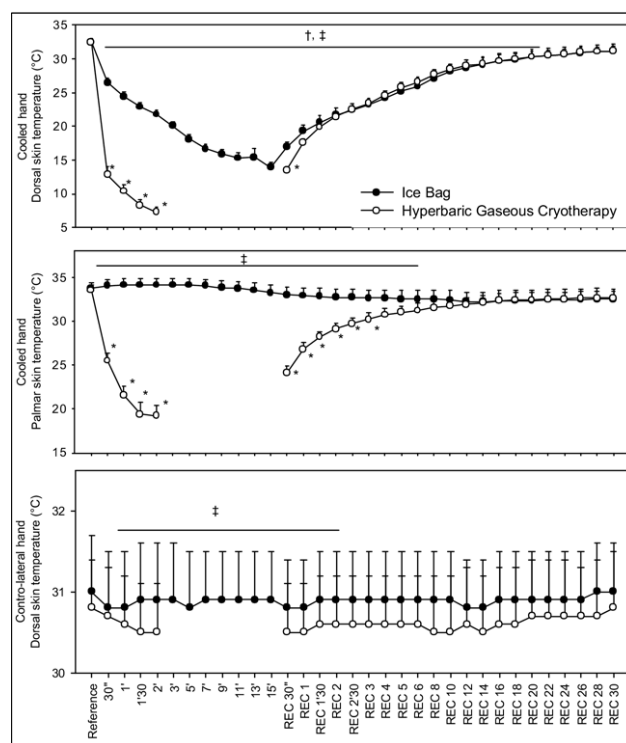 Cooled hand
Dorsal skin temperature (°C)
35
30
25
20
15
10
5
†, ‡
*
*
*
*
*
Ice Bag
Hyperbaric Gaseous Cryotherapy
Cooled hand
Palmar skin temperature (°C)
35
30
25
20
15
‡
*
*
*
*
*
*
*
*
*
*
Contro-lateral hand
Dorsal skin temperature (°C)
32
31
30
‡
Reference
30"
1'
1'30
2'
3'
5'
7'
9'
11'
13'
15'
REC 30"
REC 1
REC 1'30
REC 2
REC 2'30
REC 3
REC 4
REC 5
REC 6
REC 8
REC 10
REC 12
REC 14
REC 16
REC 18
REC 20
REC 22
REC 24
REC 26
REC 28
REC 30